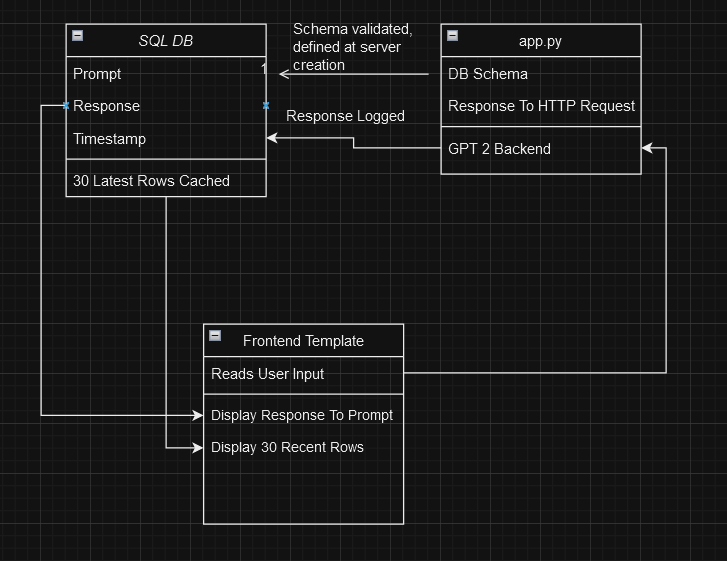 SQL DB
Prompt
1
Response
Timestamp
30 Latest Rows Cached
Schema validated,
defined at server
creation
Response Logged
app.py
DB Schema
Response To HTTP Request
GPT 2 Backend
Frontend Template
Reads User Input
Display Response To Prompt
Display 30 Recent Rows